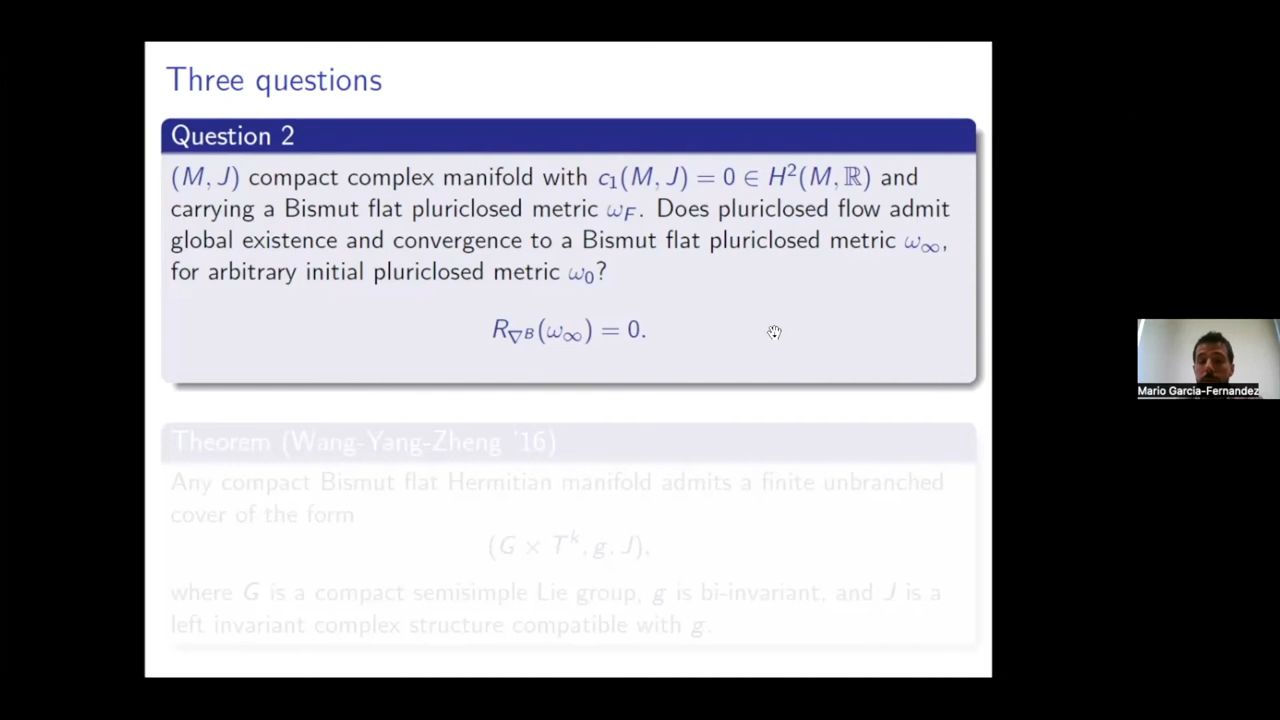 Three questions
Question 2
(M, J) compact complex manifold with c₁(M, J) = 0 ∈ H²(M, ℝ) and
carrying a Bismut flat pluriclosed metric ω_F. Does pluriclosed flow admit
global existence and convergence to a Bismut flat pluriclosed metric ω_∞,
for arbitrary initial pluriclosed metric ω₀?
R_{∇^B}(ω_∞) = 0.
Theorem (Wang-Yang-Zheng '16)
Any compact Bismut flat Hermitian manifold admits a finite unbranched
cover of the form
(G × T^k, g, J),
where G is a compact semisimple Lie group, g is bi-invariant, and J is a
left invariant complex structure compatible with g.
Mario Garcia-Fernandez